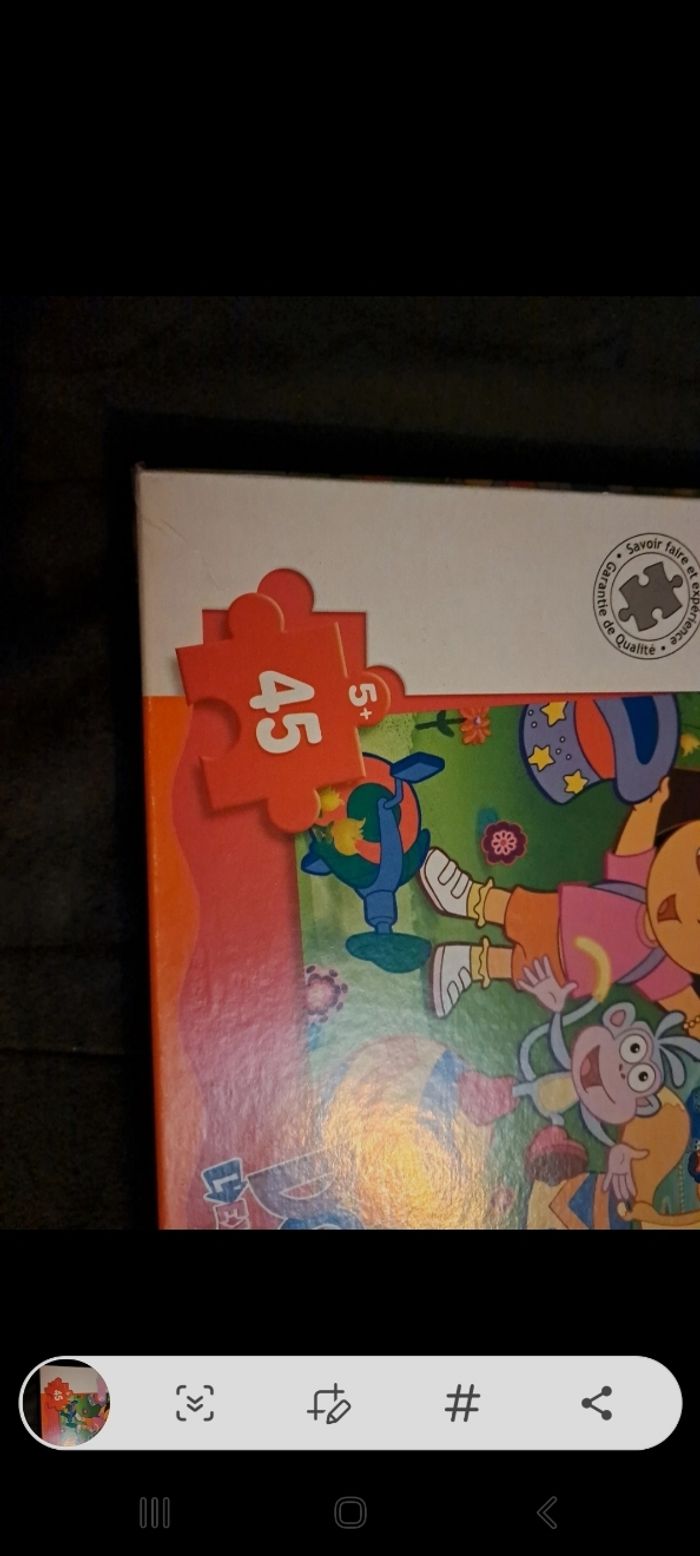 Savoir faire et expérience • Garantie de Qualité •
5+
45